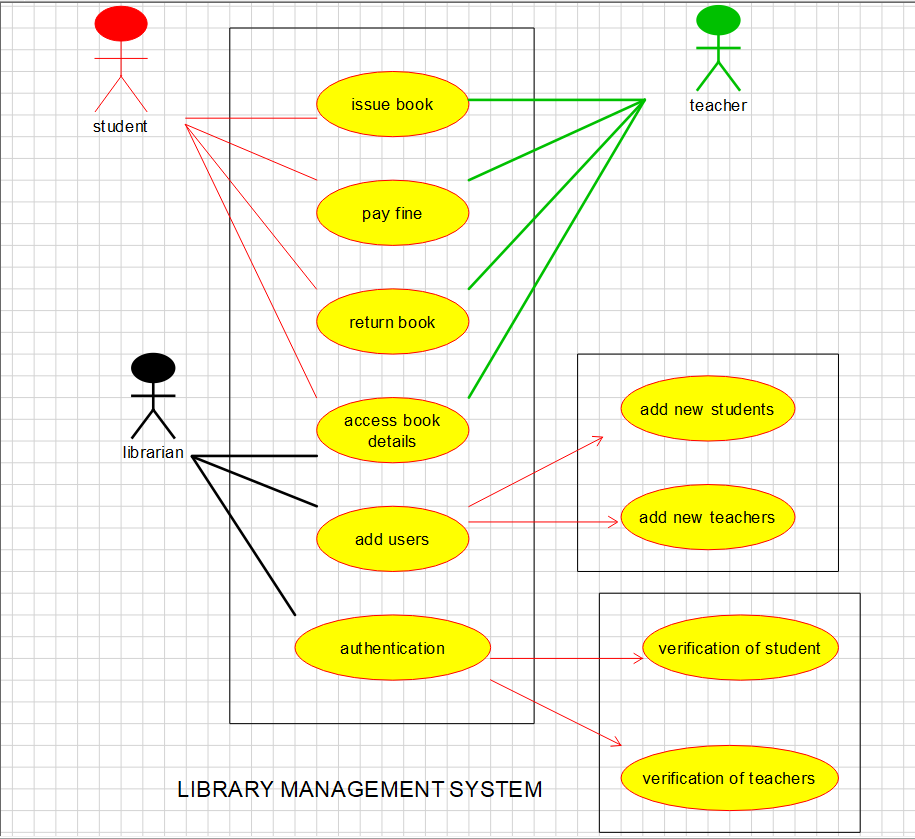 student
teacher
issue book
pay fine
return book
librarian
access book
details
add new students
add users
add new teachers
authentication
verification of student
verification of teachers
LIBRARY MANAGEMENT SYSTEM